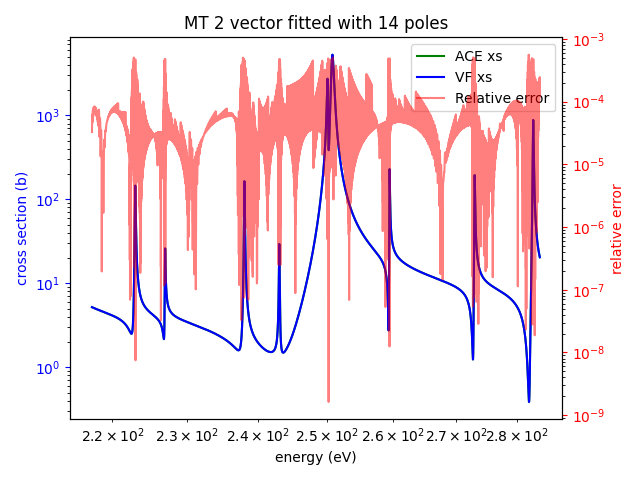 MT 2 vector fitted with 14 poles
ACE xs
VF xs
Relative error
cross section (b)
10³
10²
10¹
10⁰
10⁻³
10⁻⁴
10⁻⁵
10⁻⁶
10⁻⁷
10⁻⁸
10⁻⁹
relative error
2.2 × 10² 2.3 × 10² 2.4 × 10² 2.5 × 10² 2.6 × 10² 2.7 × 10² 2.8 × 10²
energy (eV)